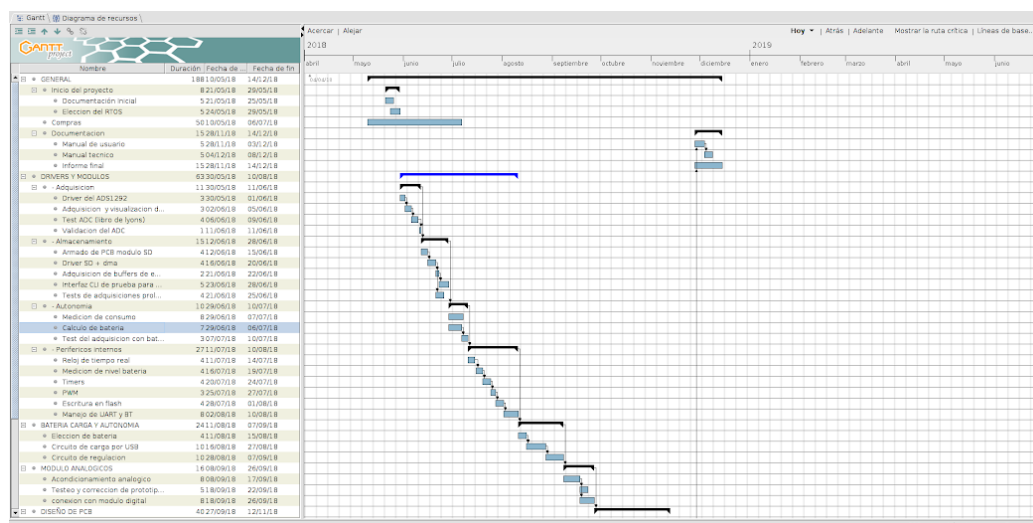 Gantt Diagrama de recursos
GANTT project
Acercar | Alejar
Hoy Atrás | Adelante Mostrar la ruta crítica | Líneas de base...
2018 2019
abril mayo junio julio agosto septiembre octubre noviembre diciembre enero febrero marzo abril mayo junio
Nombre Duración Fecha de ... Fecha de fin
GENERAL 188 10/05/18 14/12/18
Inicio del proyecto 8 21/05/18 29/05/18
Documentación Inicial 5 21/05/18 25/05/18
Eleccion del RTOS 5 24/05/18 29/05/18
Compras 50 10/05/18 06/07/18
Documentacion 15 28/11/18 14/12/18
Manual de usuario 5 28/11/18 03/12/18
Manual tecnico 5 04/12/18 08/12/18
Informe final 15 28/11/18 14/12/18
DRIVERS Y MODULOS 63 30/05/18 10/08/18
- Adquisicion 11 30/05/18 11/06/18
Driver del ADS1292 3 30/05/18 01/06/18
Adquisicion y visualizacion d... 3 02/06/18 05/06/18
Test ADC (libro de lyons) 4 06/06/18 09/06/18
Validacion del ADC 1 11/06/18 11/06/18
- Almacenamiento 15 12/06/18 28/06/18
Armado de PCB modulo SD 4 12/06/18 15/06/18
Driver SD + dma 4 16/06/18 20/06/18
Adquisicion de buffers de e... 2 21/06/18 22/06/18
Interfaz CLI de prueba para ... 5 23/06/18 28/06/18
Tests de adquisiciones prol... 4 21/06/18 25/06/18
- Autonomia 10 29/06/18 10/07/18
Medicion de consumo 8 29/06/18 07/07/18
Calculo de bateria 7 29/06/18 06/07/18
Test del adquisicion con bat... 3 07/07/18 10/07/18
- Perifericos internos 27 11/07/18 10/08/18
Reloj de tiempo real 4 11/07/18 14/07/18
Medicion de nivel bateria 4 16/07/18 19/07/18
Timers 4 20/07/18 24/07/18
PWM 3 25/07/18 27/07/18
Escritura en flash 4 28/07/18 01/08/18
Manejo de UART y BT 8 02/08/18 10/08/18
BATERIA CARGA Y AUTONOMIA 24 11/08/18 07/09/18
Eleccion de bateria 4 11/08/18 15/08/18
Circuito de carga por USB 10 16/08/18 27/08/18
Circuito de regulacion 10 28/08/18 07/09/18
MODULO ANALOGICOS 16 08/09/18 26/09/18
Acondicionamiento analogico 8 08/09/18 17/09/18
Testeo y correccion de prototip... 5 18/09/18 22/09/18
conexion con modulo digital 8 18/09/18 26/09/18
DISEÑO DE PCB 40 27/09/18 12/11/18